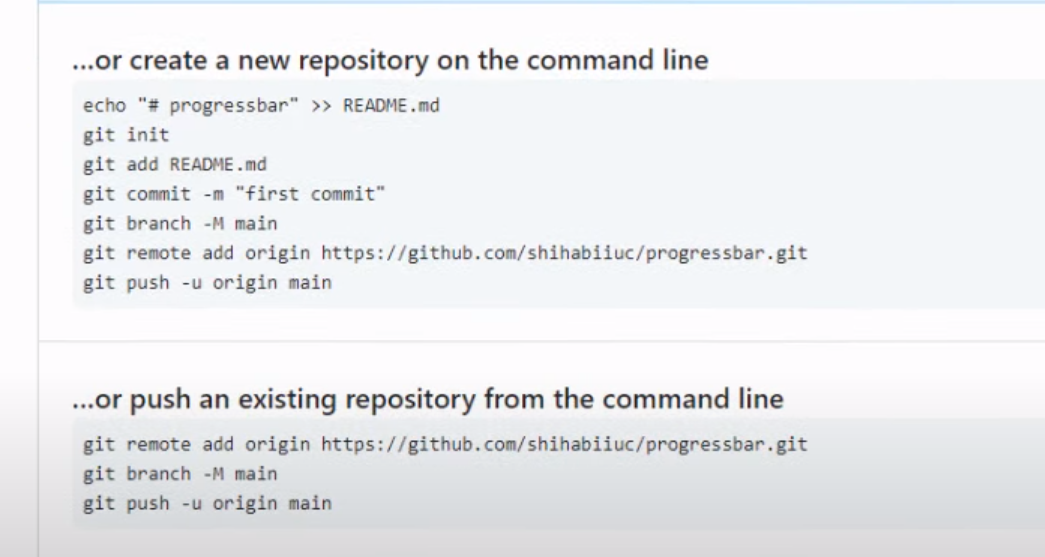 ...or create a new repository on the command line
echo "# progressbar" >> README.md
git init
git add README.md
git commit -m "first commit"
git branch -M main
git remote add origin https://github.com/shihabiiuc/progressbar.git
git push -u origin main
...or push an existing repository from the command line
git remote add origin https://github.com/shihabiiuc/progressbar.git
git branch -M main
git push -u origin main